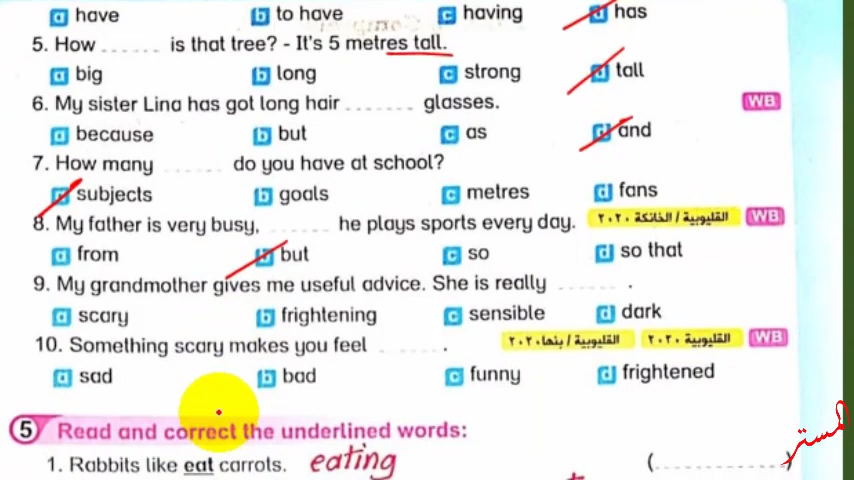 a have b to have c having d has
5. How ...... is that tree? - It's 5 metres tall.
a big b long c strong d tall
6. My sister Lina has got long hair ...... glasses. WB
a because b but c as d and
7. How many ...... do you have at school?
a subjects b goals c metres d fans
8. My father is very busy, ...... he plays sports every day. القليوبية / الخانكة ٢٠٢٠ WB
a from b but c so d so that
9. My grandmother gives me useful advice. She is really ...... .
a scary b frightening c sensible d dark
10. Something scary makes you feel ...... . القليوبية / بنها ٢٠٢٠ القليوبية ٢٠٢٠ WB
a sad b bad c funny d frightened
5 Read and correct the underlined words:
المستر
1. Rabbits like eat carrots. eating (..................)